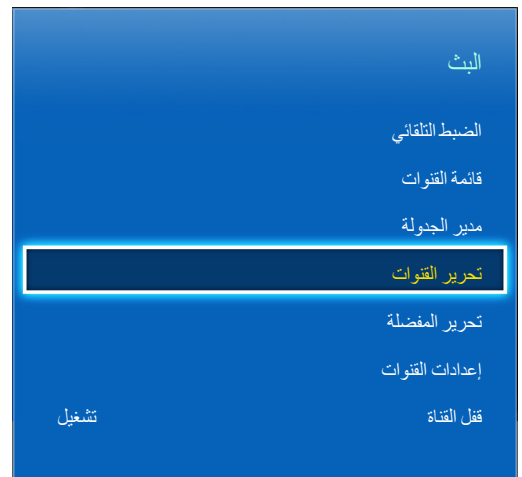 البث
الضبط التلقائي
قائمة القنوات
مدير الجدولة
تحرير القنوات
تحرير المفضلة
إعدادات القنوات
قفل القناة تشغيل